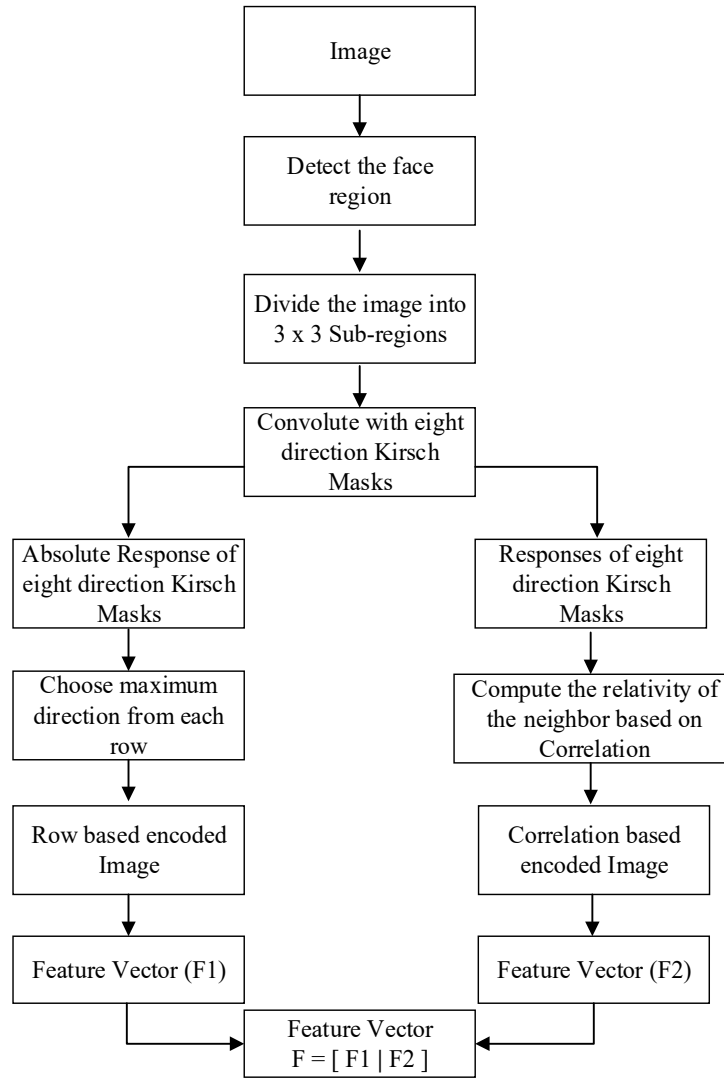 Image
Detect the face
region
Divide the image into
3 x 3 Sub-regions
Convolute with eight
direction Kirsch
Masks
Absolute Response of
eight direction Kirsch
Masks
Choose maximum
direction from each
row
Row based encoded
Image
Feature Vector (F1)
Responses of eight
direction Kirsch
Masks
Compute the relativity
of the neighbor based on
Correlation
Correlation based
encoded Image
Feature Vector (F2)
Feature Vector
F = [ F1 | F2 ]